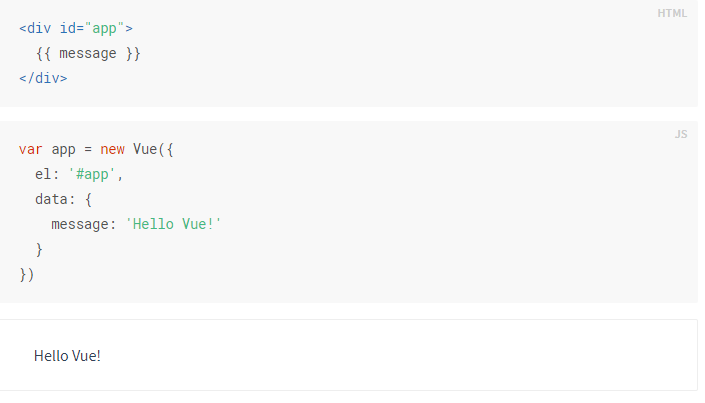 HTML
<div id="app">
  {{ message }}
</div>
JS
var app = new Vue({
  el: '#app',
  data: {
    message: 'Hello Vue!'
  }
})
Hello Vue!